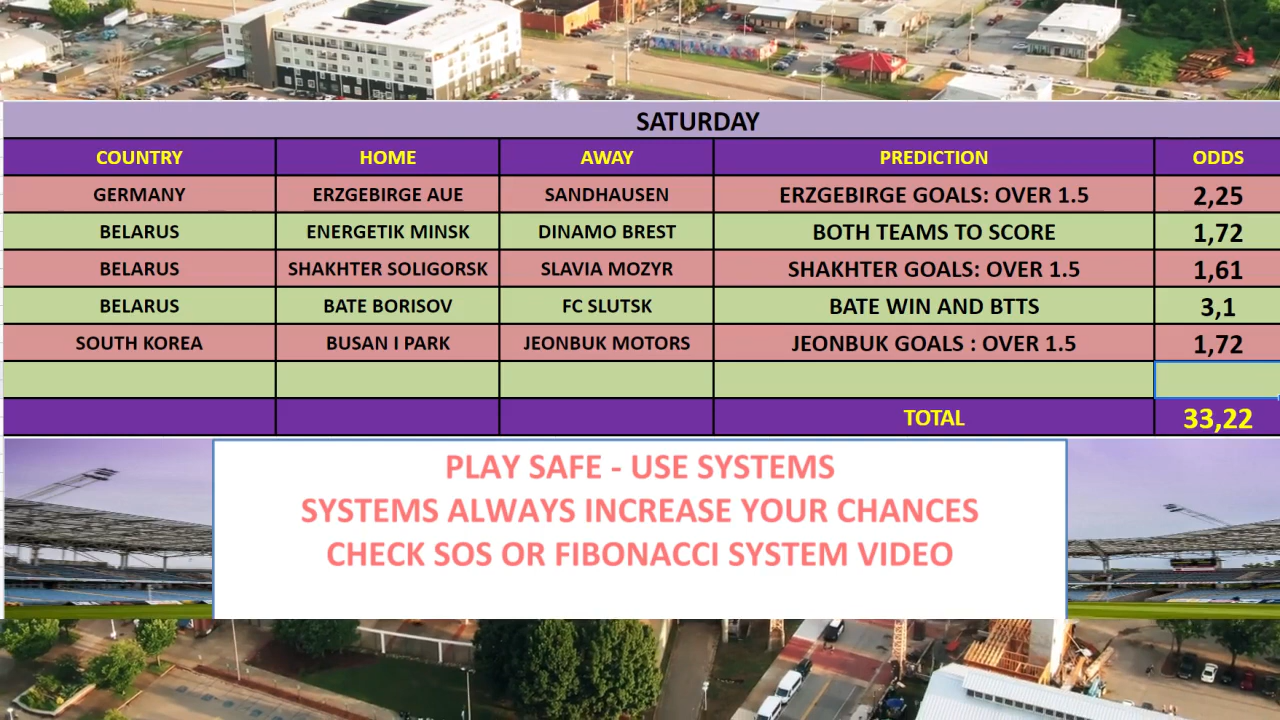 SATURDAY
COUNTRY HOME AWAY PREDICTION ODDS
GERMANY ERZGEBIRGE AUE SANDHAUSEN ERZGEBIRGE GOALS: OVER 1.5 2,25
BELARUS ENERGETIK MINSK DINAMO BREST BOTH TEAMS TO SCORE 1,72
BELARUS SHAKHTER SOLIGORSK SLAVIA MOZYR SHAKHTER GOALS: OVER 1.5 1,61
BELARUS BATE BORISOV FC SLUTSK BATE WIN AND BTTS 3,1
SOUTH KOREA BUSAN I PARK JEONBUK MOTORS JEONBUK GOALS : OVER 1.5 1,72
TOTAL 33,22
PLAY SAFE - USE SYSTEMS
SYSTEMS ALWAYS INCREASE YOUR CHANCES
CHECK SOS OR FIBONACCI SYSTEM VIDEO